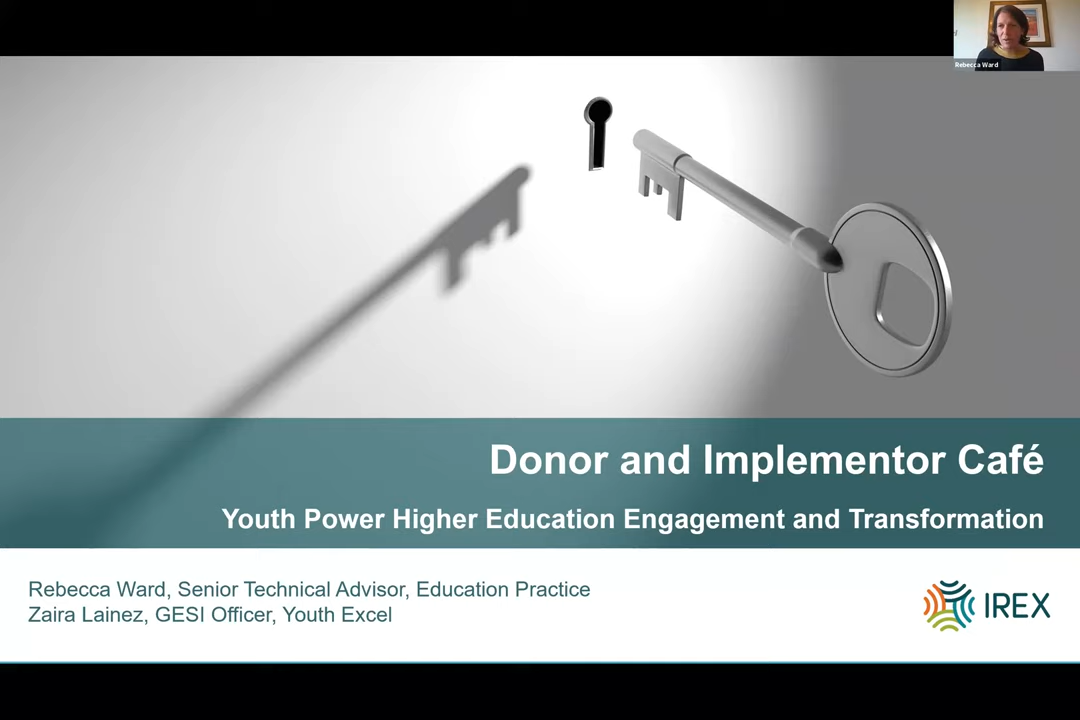 Rebecca Ward
Donor and Implementor Café
Youth Power Higher Education Engagement and Transformation
Rebecca Ward, Senior Technical Advisor, Education Practice
Zaira Lainez, GESI Officer, Youth Excel
IREX